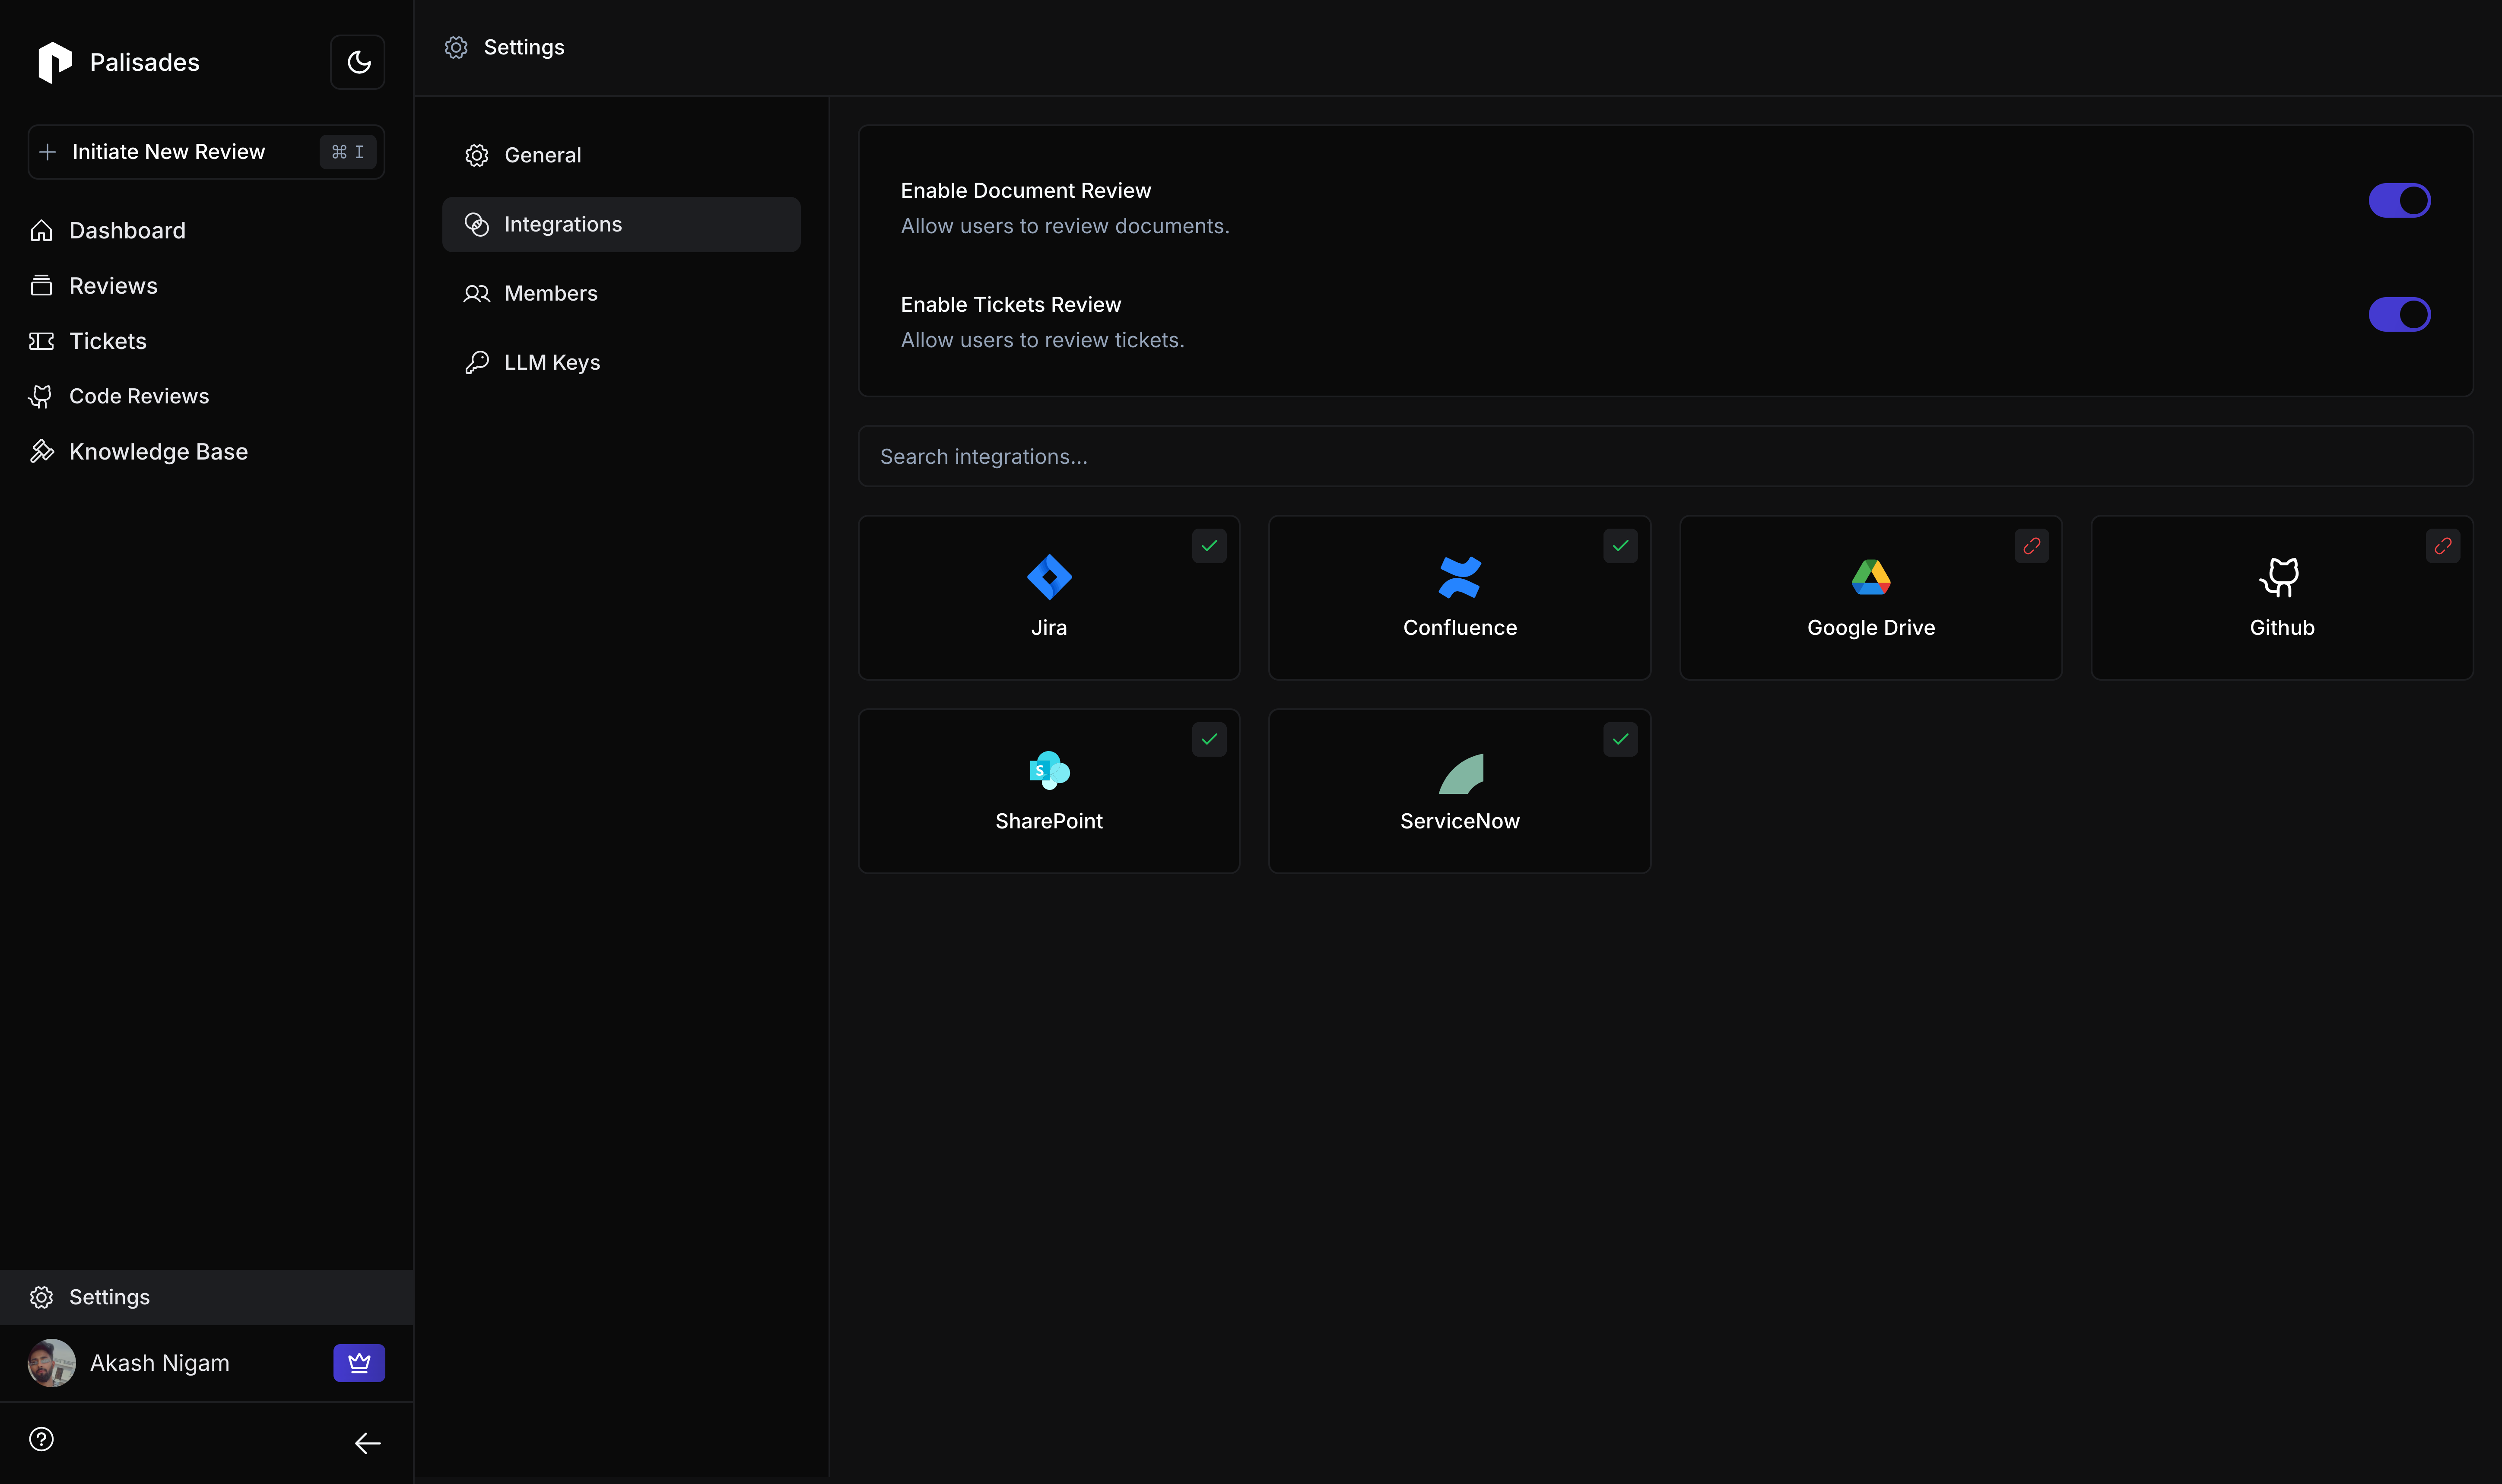 Palisades
Initiate New Review
⌘ I
Dashboard
Reviews
Tickets
Code Reviews
Knowledge Base
Settings
Akash Nigam
Settings
General
Integrations
Members
LLM Keys
Enable Document Review
Allow users to review documents.
Enable Tickets Review
Allow users to review tickets.
Search integrations...
Jira
Confluence
Google Drive
Github
S
SharePoint
ServiceNow